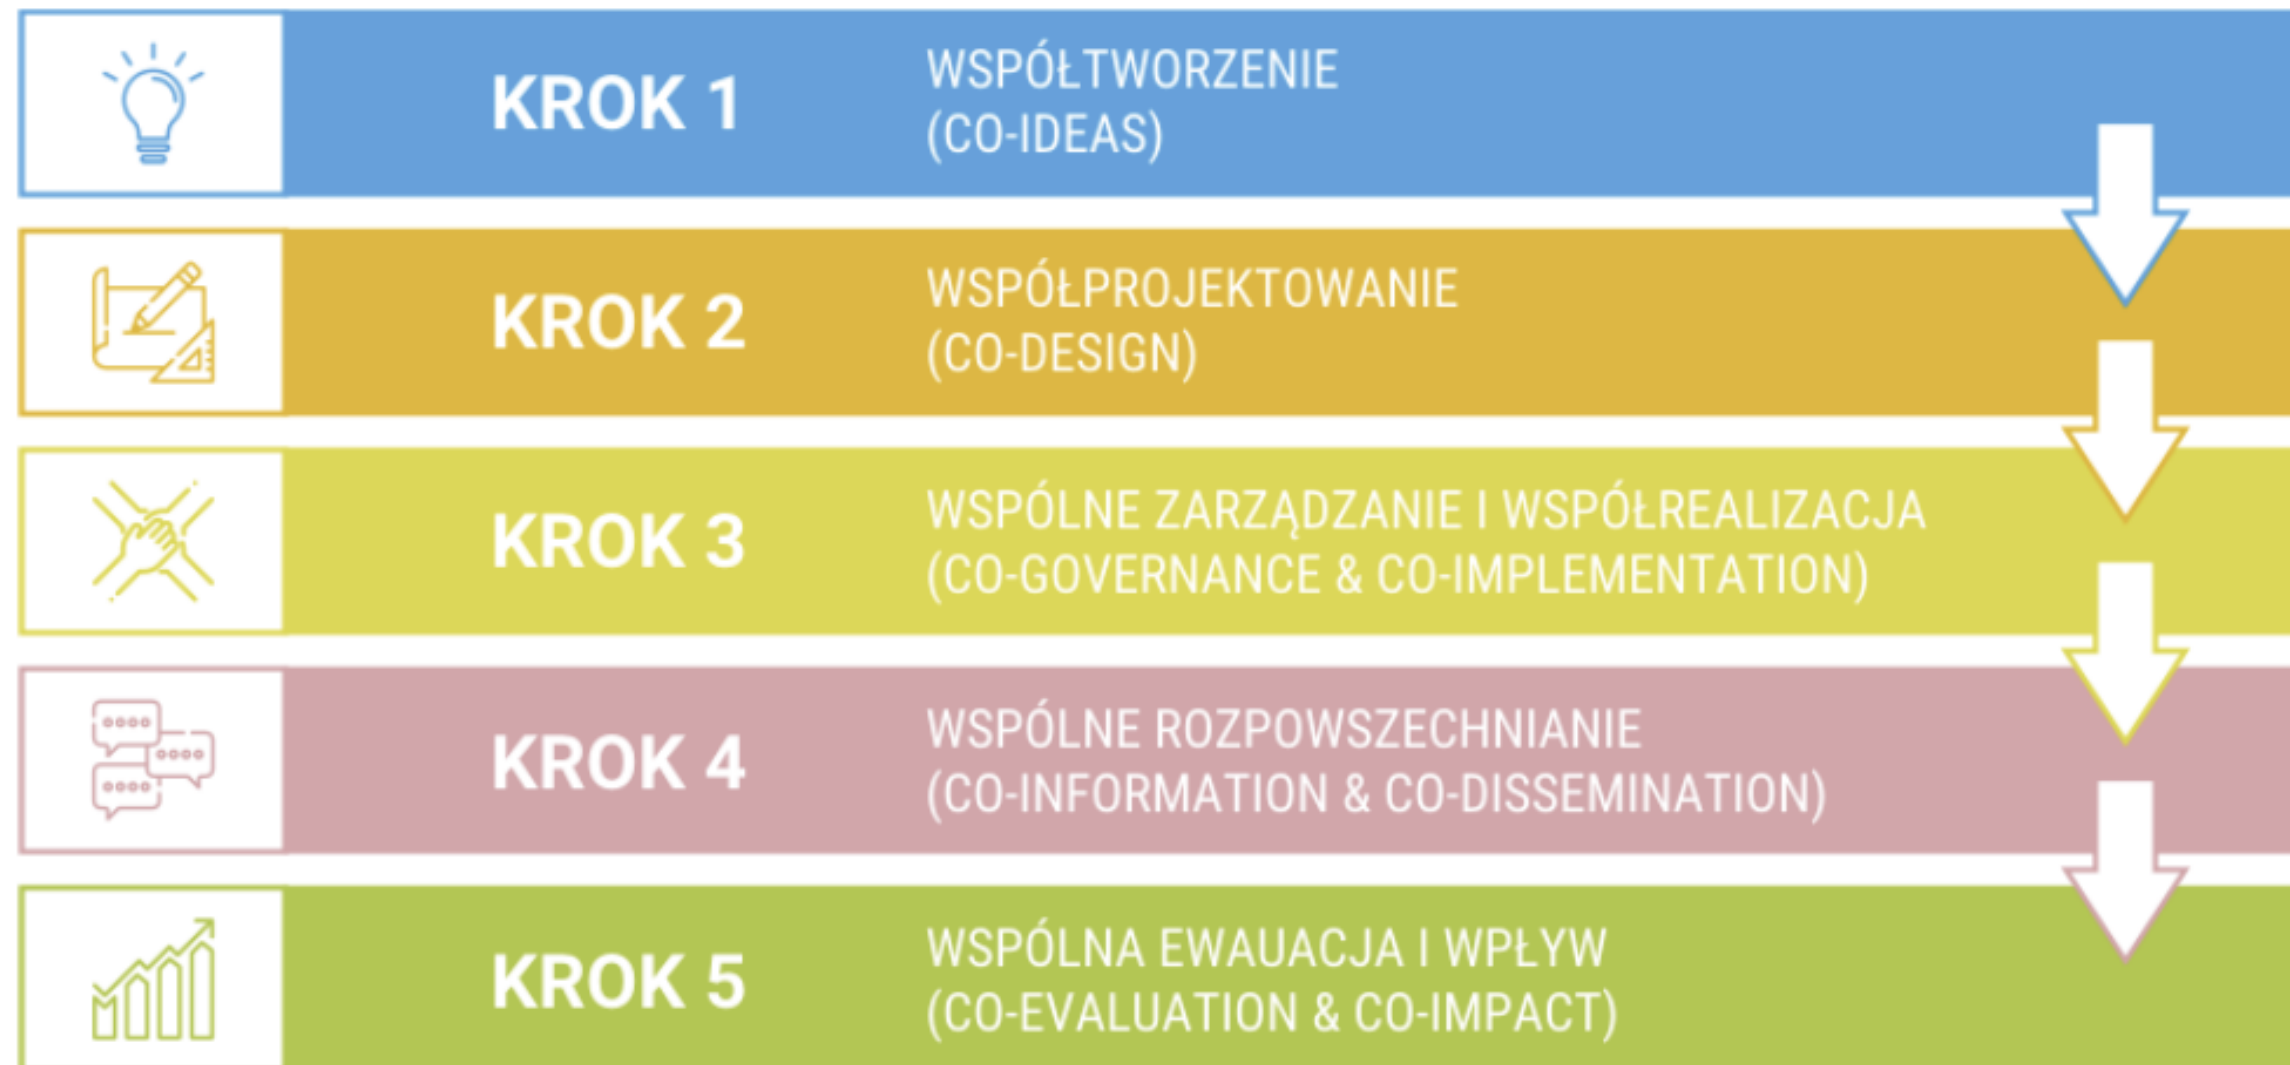 KROK 1
WSPÓŁTWORZENIE
(CO-IDEAS)
KROK 2
WSPÓŁPROJEKTOWANIE
(CO-DESIGN)
KROK 3
WSPÓLNE ZARZĄDZANIE I WSPÓŁREALIZACJA
(CO-GOVERNANCE & CO-IMPLEMENTATION)
KROK 4
WSPÓLNE ROZPOWSZECHNIANIE
(CO-INFORMATION & CO-DISSEMINATION)
KROK 5
WSPÓLNA EWAUACJA I WPŁYW
(CO-EVALUATION & CO-IMPACT)